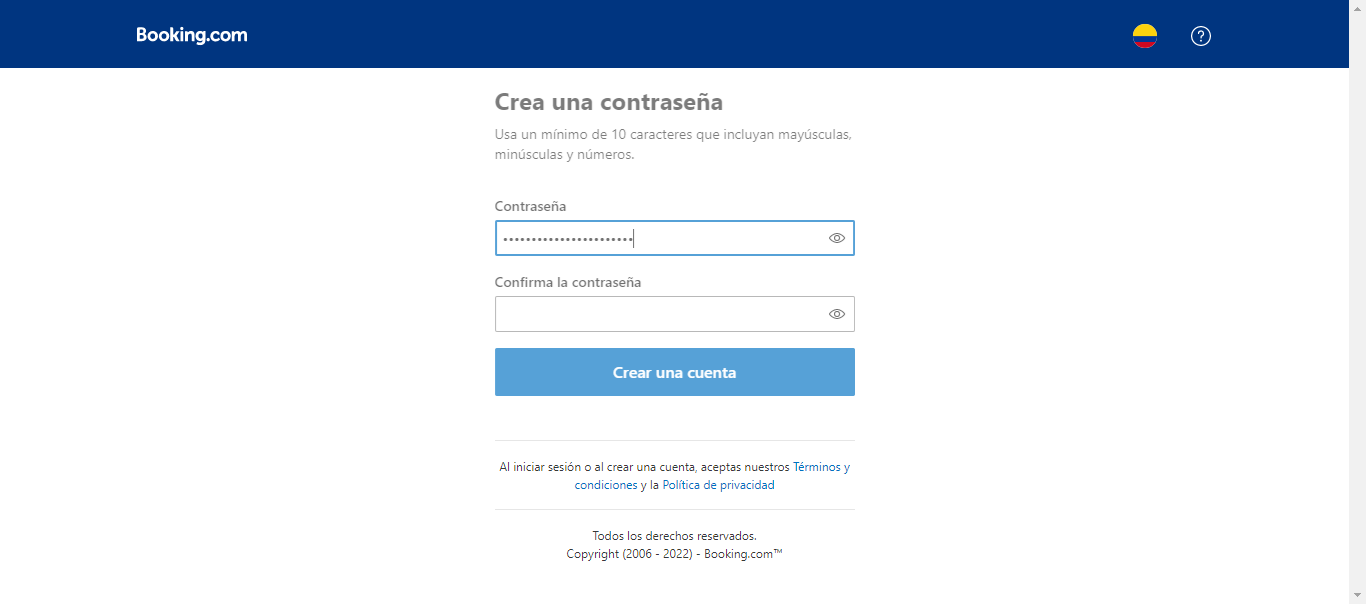 Booking.com
Crea una contraseña
Usa un mínimo de 10 caracteres que incluyan mayúsculas,
minúsculas y números.
Contraseña
•••••••••••••••••••••••
Confirma la contraseña
Crear una cuenta
Al iniciar sesión o al crear una cuenta, aceptas nuestros Términos y
condiciones y la Política de privacidad
Todos los derechos reservados.
Copyright (2006 - 2022) - Booking.com™